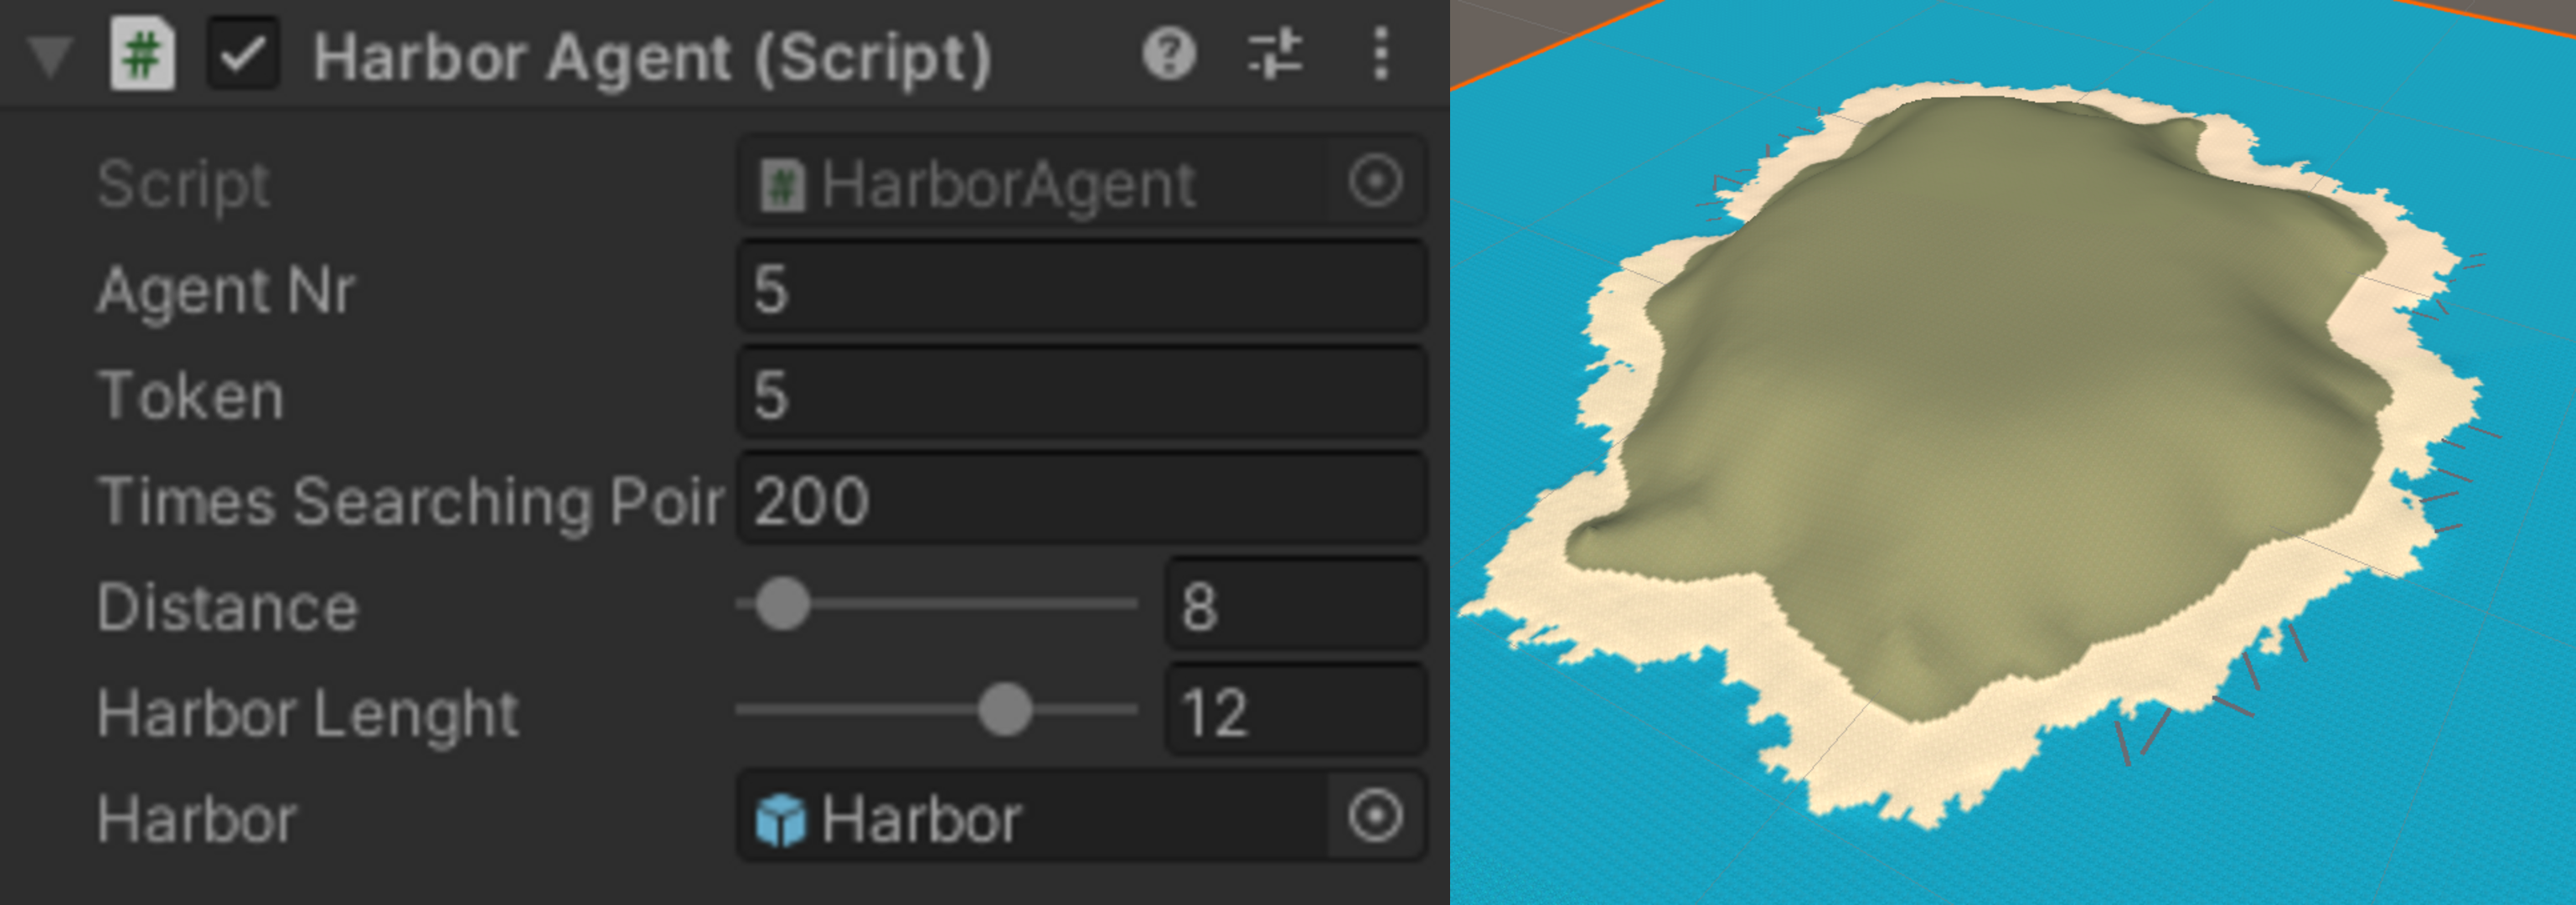 Harbor Agent (Script)
Script # HarborAgent
Agent Nr 5
Token 5
Times Searching Poir 200
Distance 8
Harbor Lenght 12
Harbor Harbor